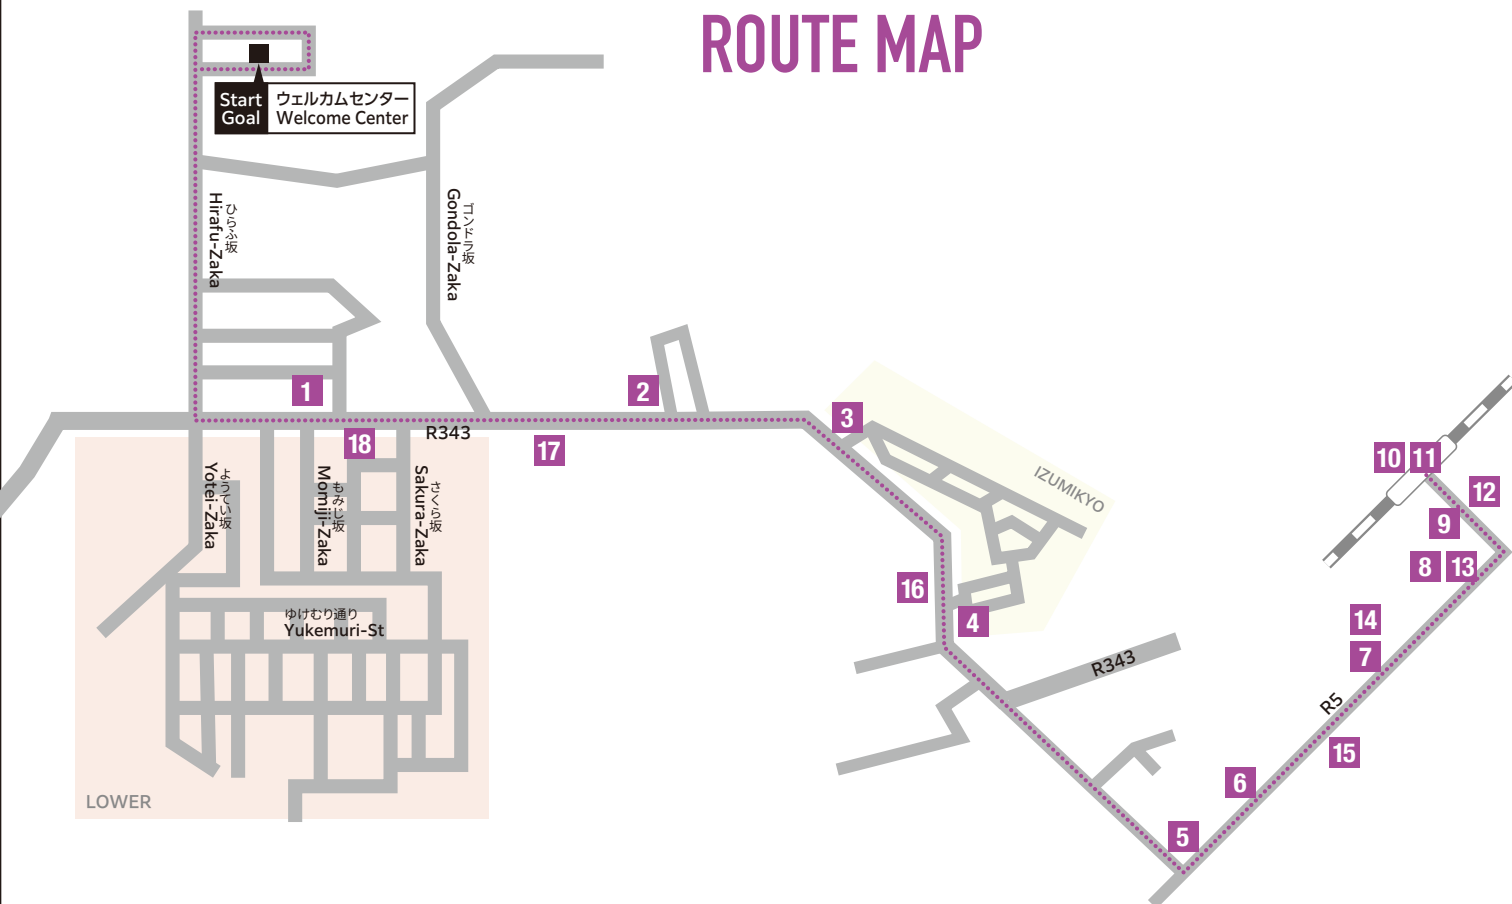 ROUTE MAP
Start
Goal
ウェルカムセンター
Welcome Center
ひらふ坂
Hirafu-Zaka
ゴンドラ坂
Gondola-Zaka
1
2
3
18
R343
17
IZUMIKYO
10
11
12
9
8
13
16
4
14
7
R343
R5
15
6
5
ようてい坂
Yotei-Zaka
もみじ坂
Momiji-Zaka
さくら坂
Sakura-Zaka
ゆけむり通り
Yukemuri-St
LOWER